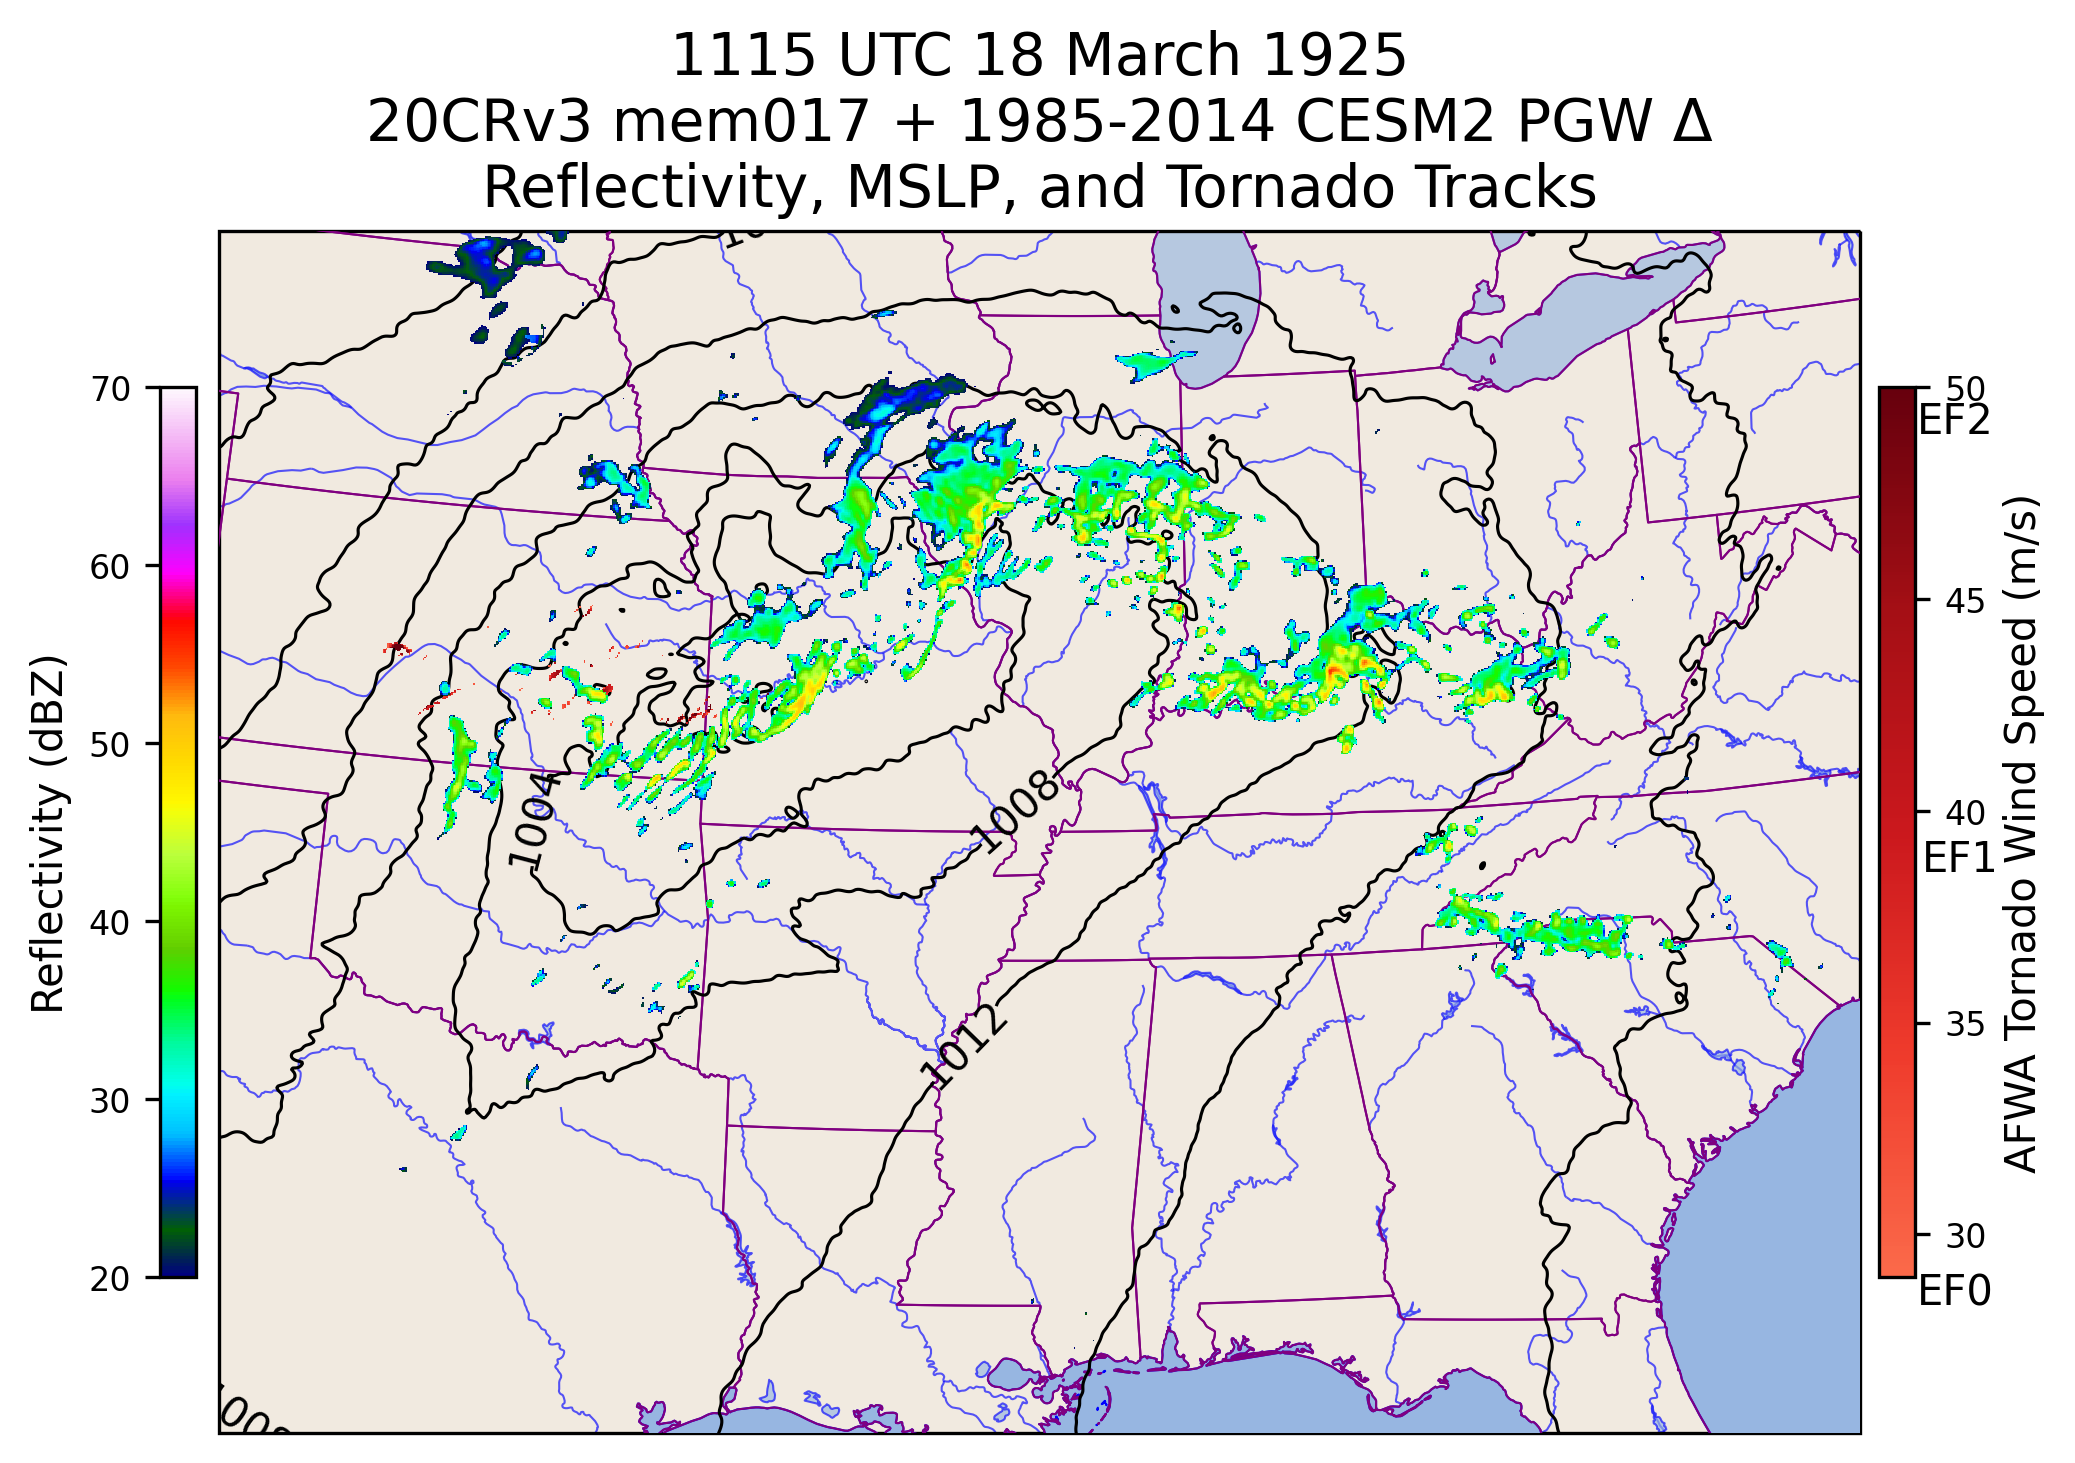 1115 UTC 18 March 1925
20CRv3 mem017 + 1985-2014 CESM2 PGW Δ
Reflectivity, MSLP, and Tornado Tracks
70
60
50
40
30
20
Reflectivity (dBZ)
1004
1008
1012
50
EF2
45
40
EF1
35
30
EF0
AFWA Tornado Wind Speed (m/s)